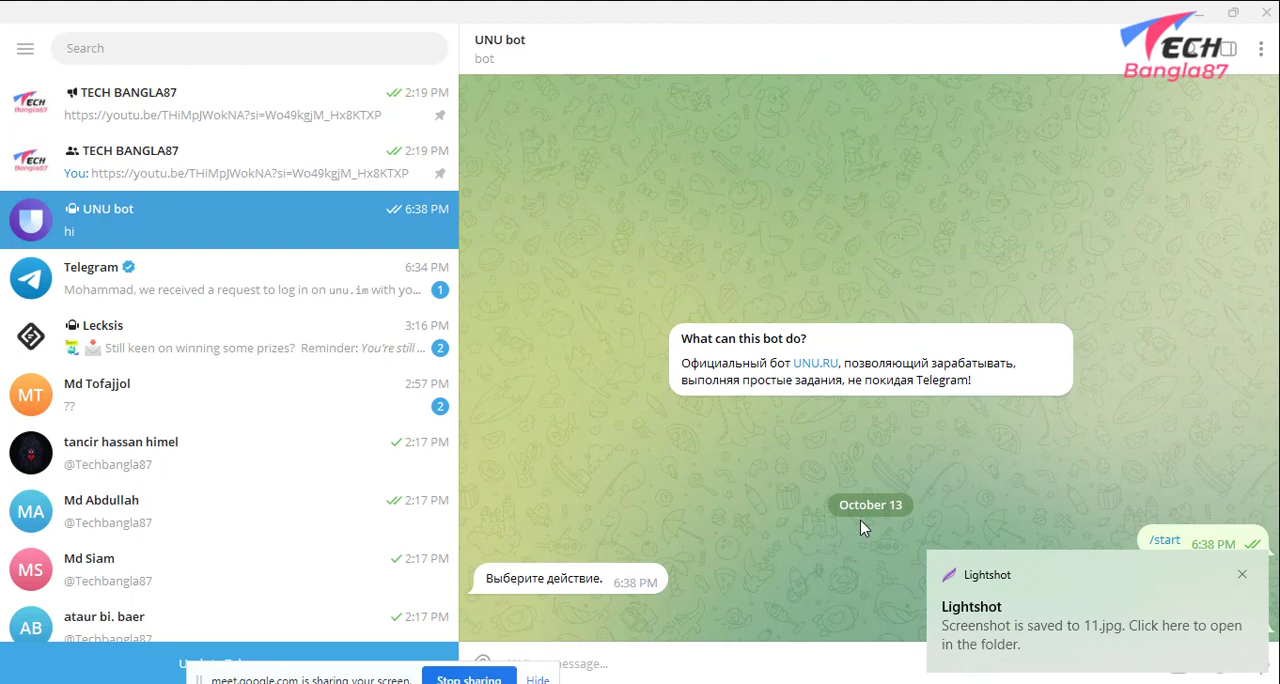 Search
TECH BANGLA87
2:19 PM
https://youtu.be/THiMpJWokNA?si=Wo49kgjM_Hx8KTXP
TECH BANGLA87
2:19 PM
You: https://youtu.be/THiMpJWokNA?si=Wo49kgjM_Hx8KTXP
UNU bot
6:38 PM
hi
Telegram
6:34 PM
Mohammad, we received a request to log in on unu.im with yo...
1
Lecksis
3:16 PM
Still keen on winning some prizes? Reminder: You're still ...
2
Md Tofajjol
2:57 PM
MT
??
2
tancir hassan himel
2:17 PM
@Techbangla87
Md Abdullah
2:17 PM
MA
@Techbangla87
Md Siam
2:17 PM
MS
@Techbangla87
ataur bi. baer
2:17 PM
AB
@Techbangla87
UNU bot
bot
TECH
Bangla87
What can this bot do?
Официальный бот UNU.RU, позволяющий зарабатывать,
выполняя простые задания, не покидая Telegram!
October 13
/start 6:38 PM
Выберите действие. 6:38 PM
Lightshot
Lightshot
Screenshot is saved to 11.jpg. Click here to open
in the folder.
meet.google.com is sharing your screen.
Stop sharing
Hide